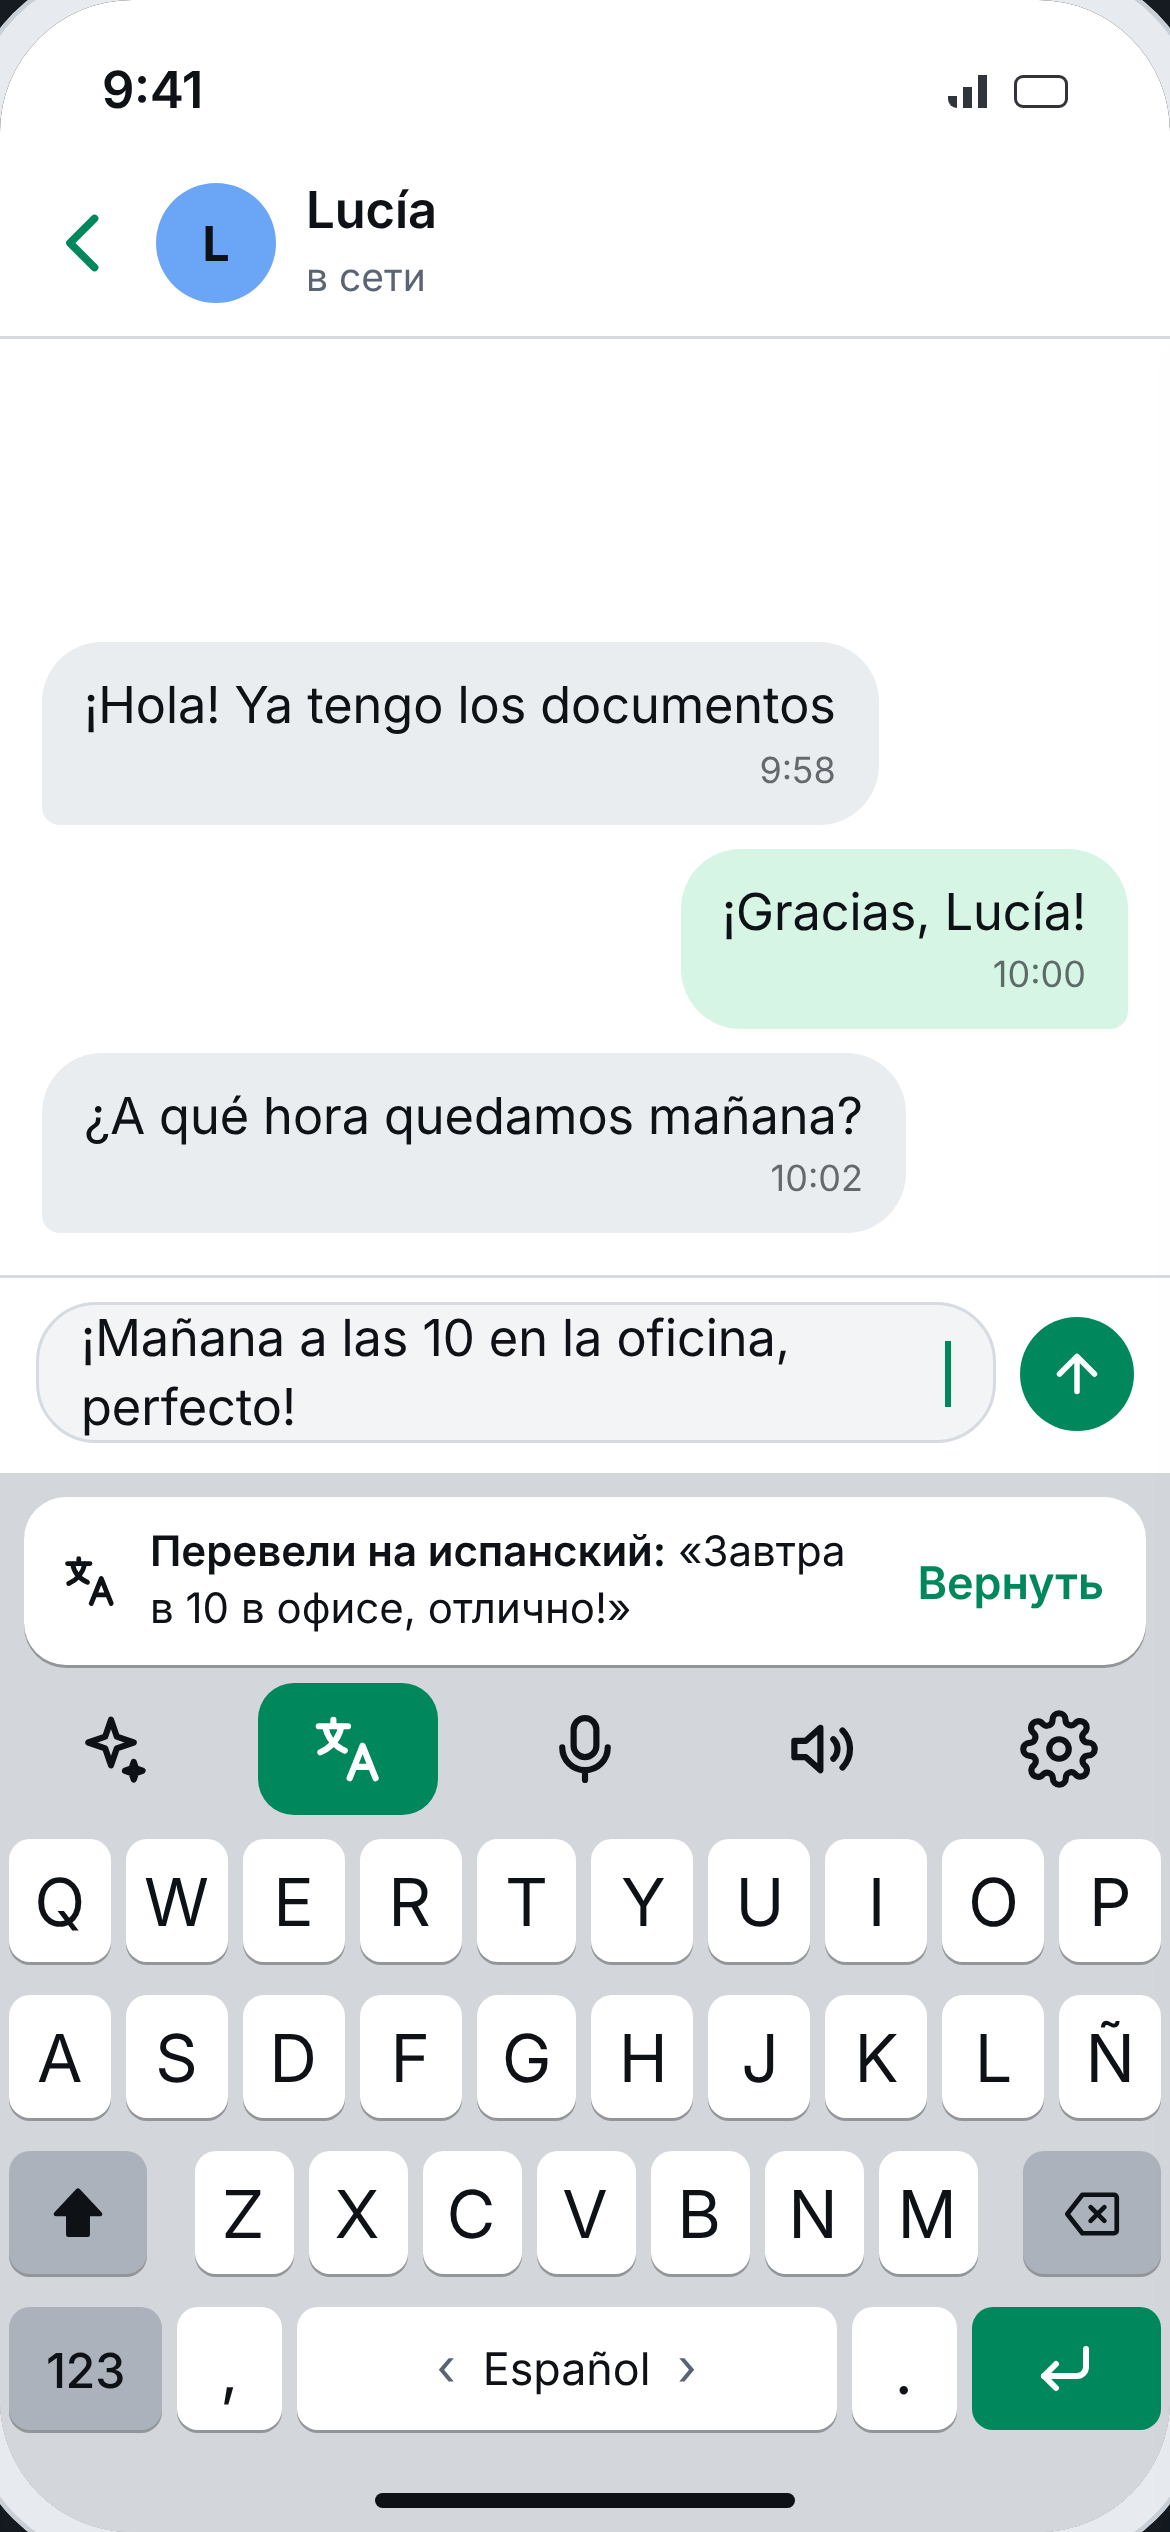 9:41
L
Lucía
в сети
¡Hola! Ya tengo los documentos
9:58
¡Gracias, Lucía!
10:00
¿A qué hora quedamos mañana?
10:02
¡Mañana a las 10 en la oficina,
perfecto!
Перевели на испанский: «Завтра
в 10 в офисе, отлично!»
Вернуть
Q W E R T Y U I O P
A S D F G H J K L Ñ
Z X C V B N M
123 , ‹ Español › .